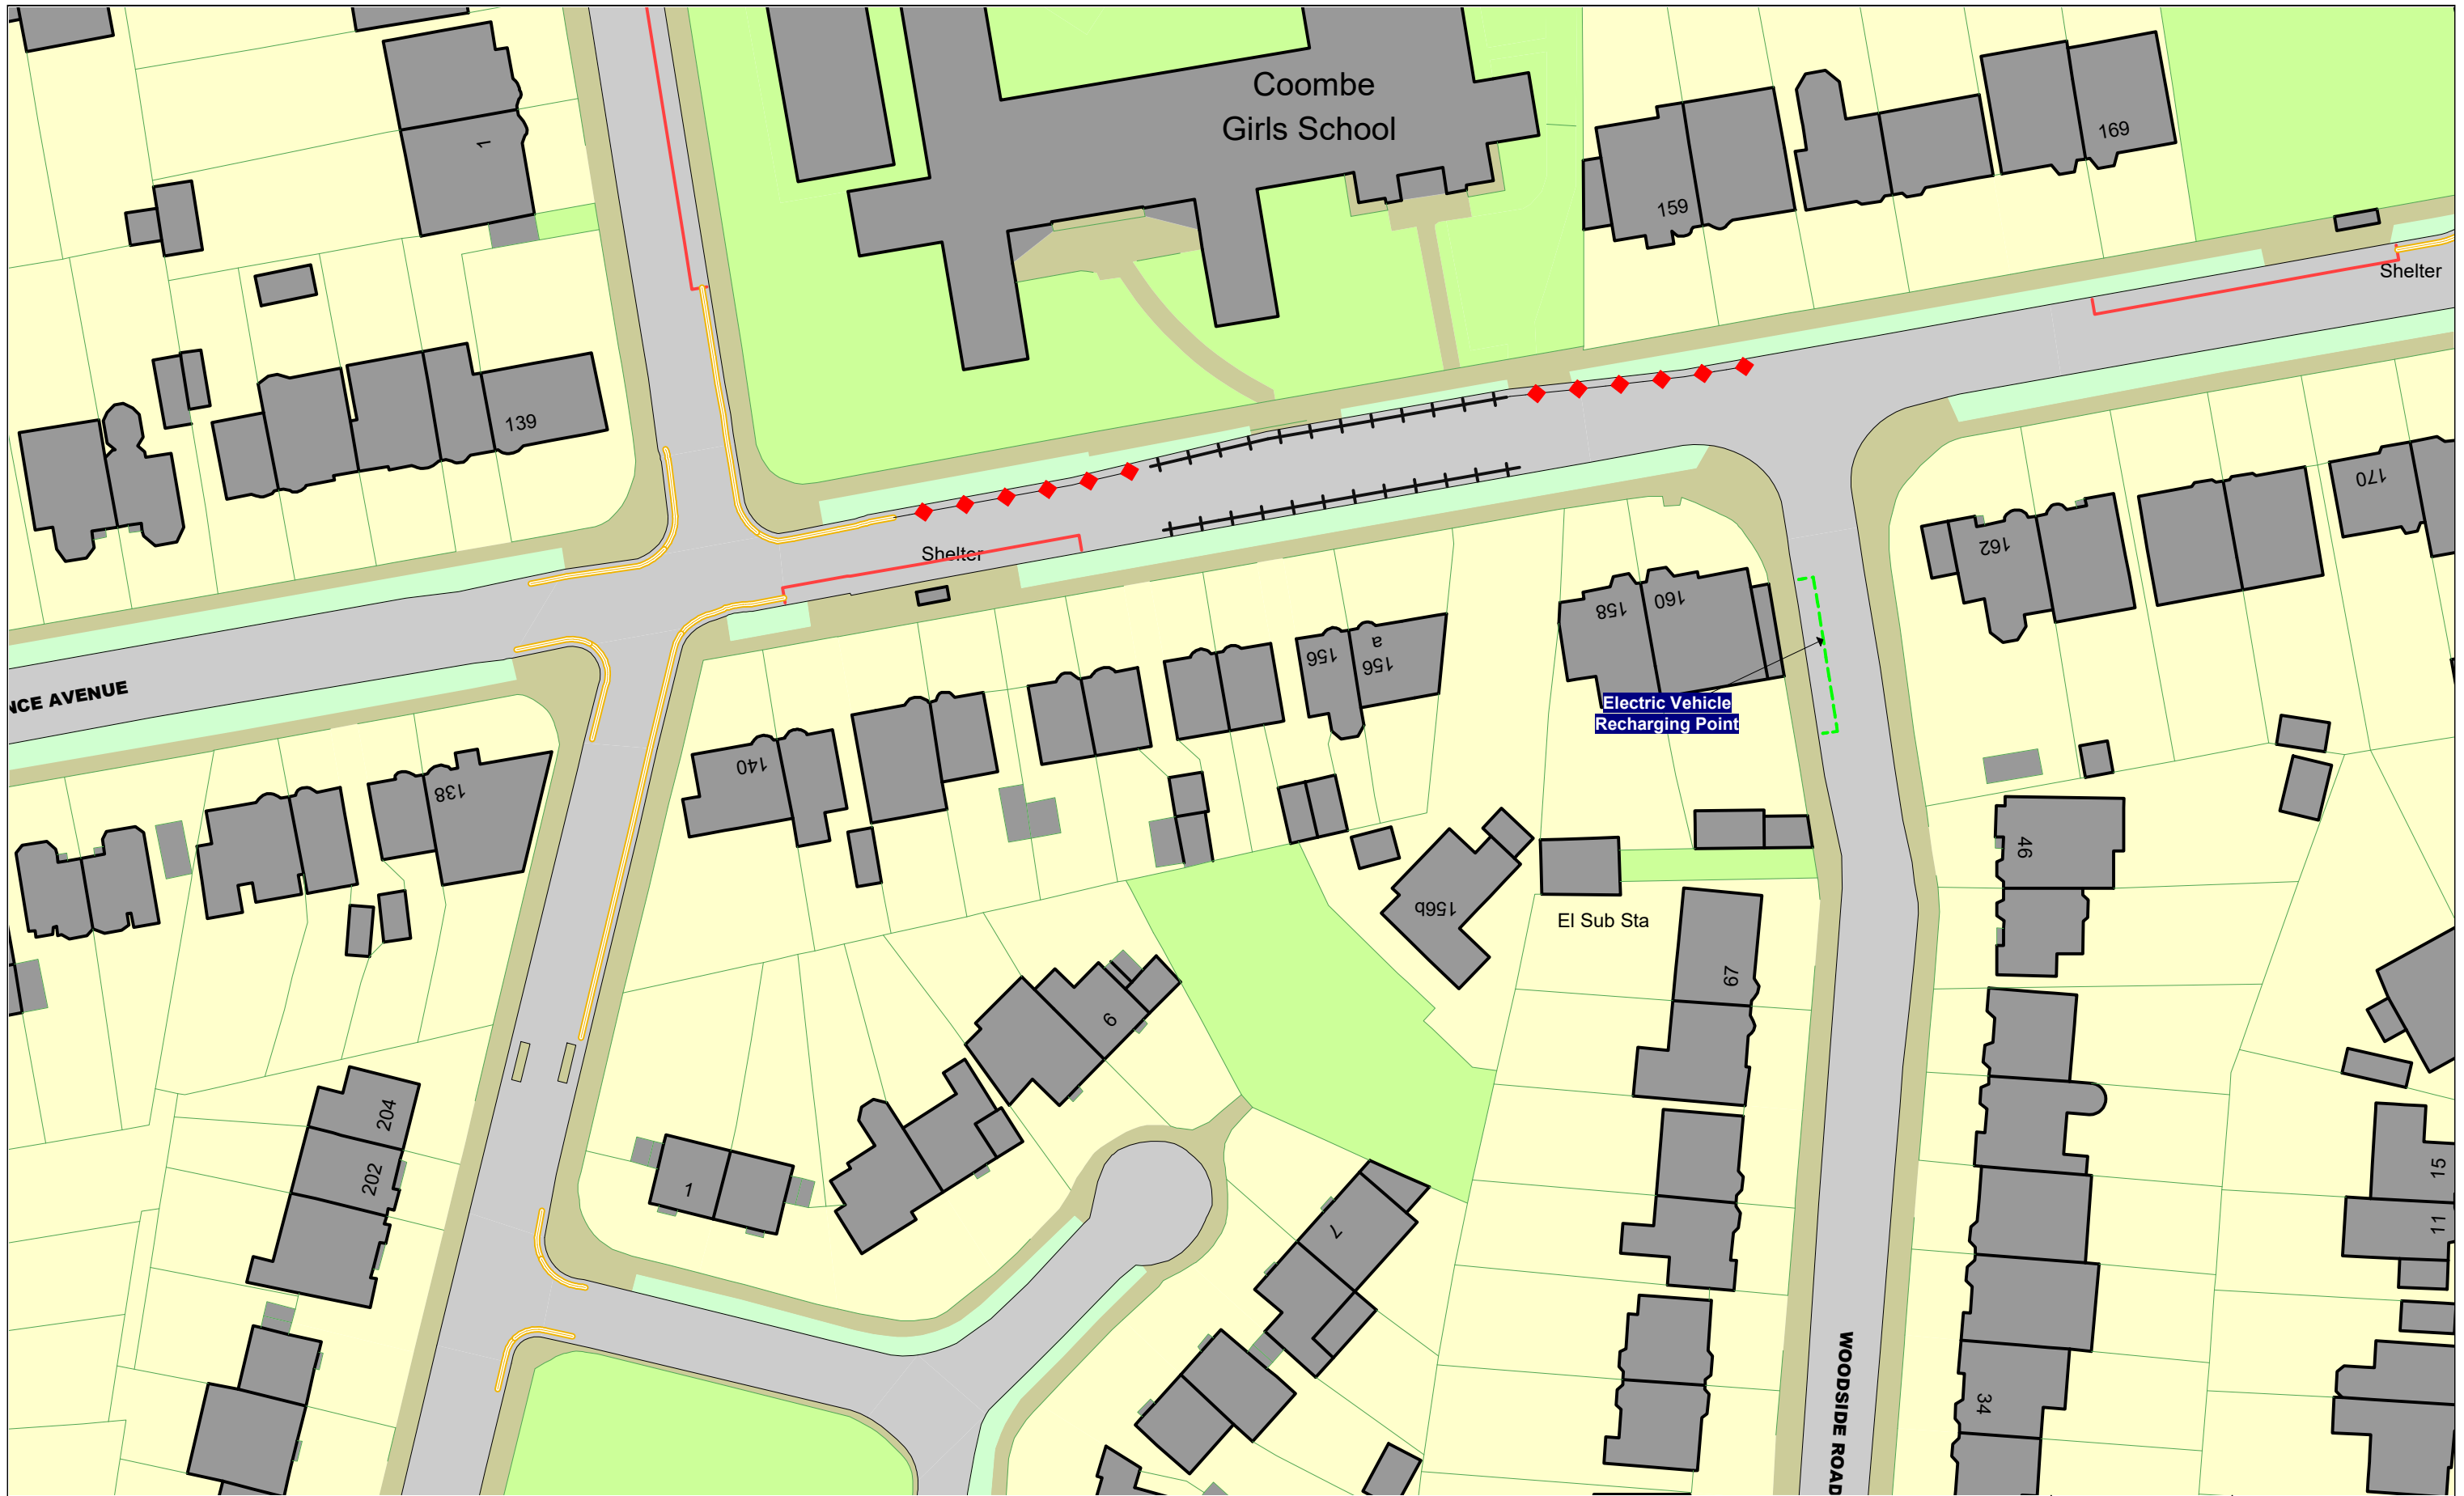 Coombe
Girls School
1
169
159
Shelter
139
Shelter
170
162
158
160
156
156
a
NCE AVENUE
Electric Vehicle
Recharging Point
140
138
46
156b
El Sub Sta
67
9
204
202
1
15
11
7
34
WOODSIDE ROAD